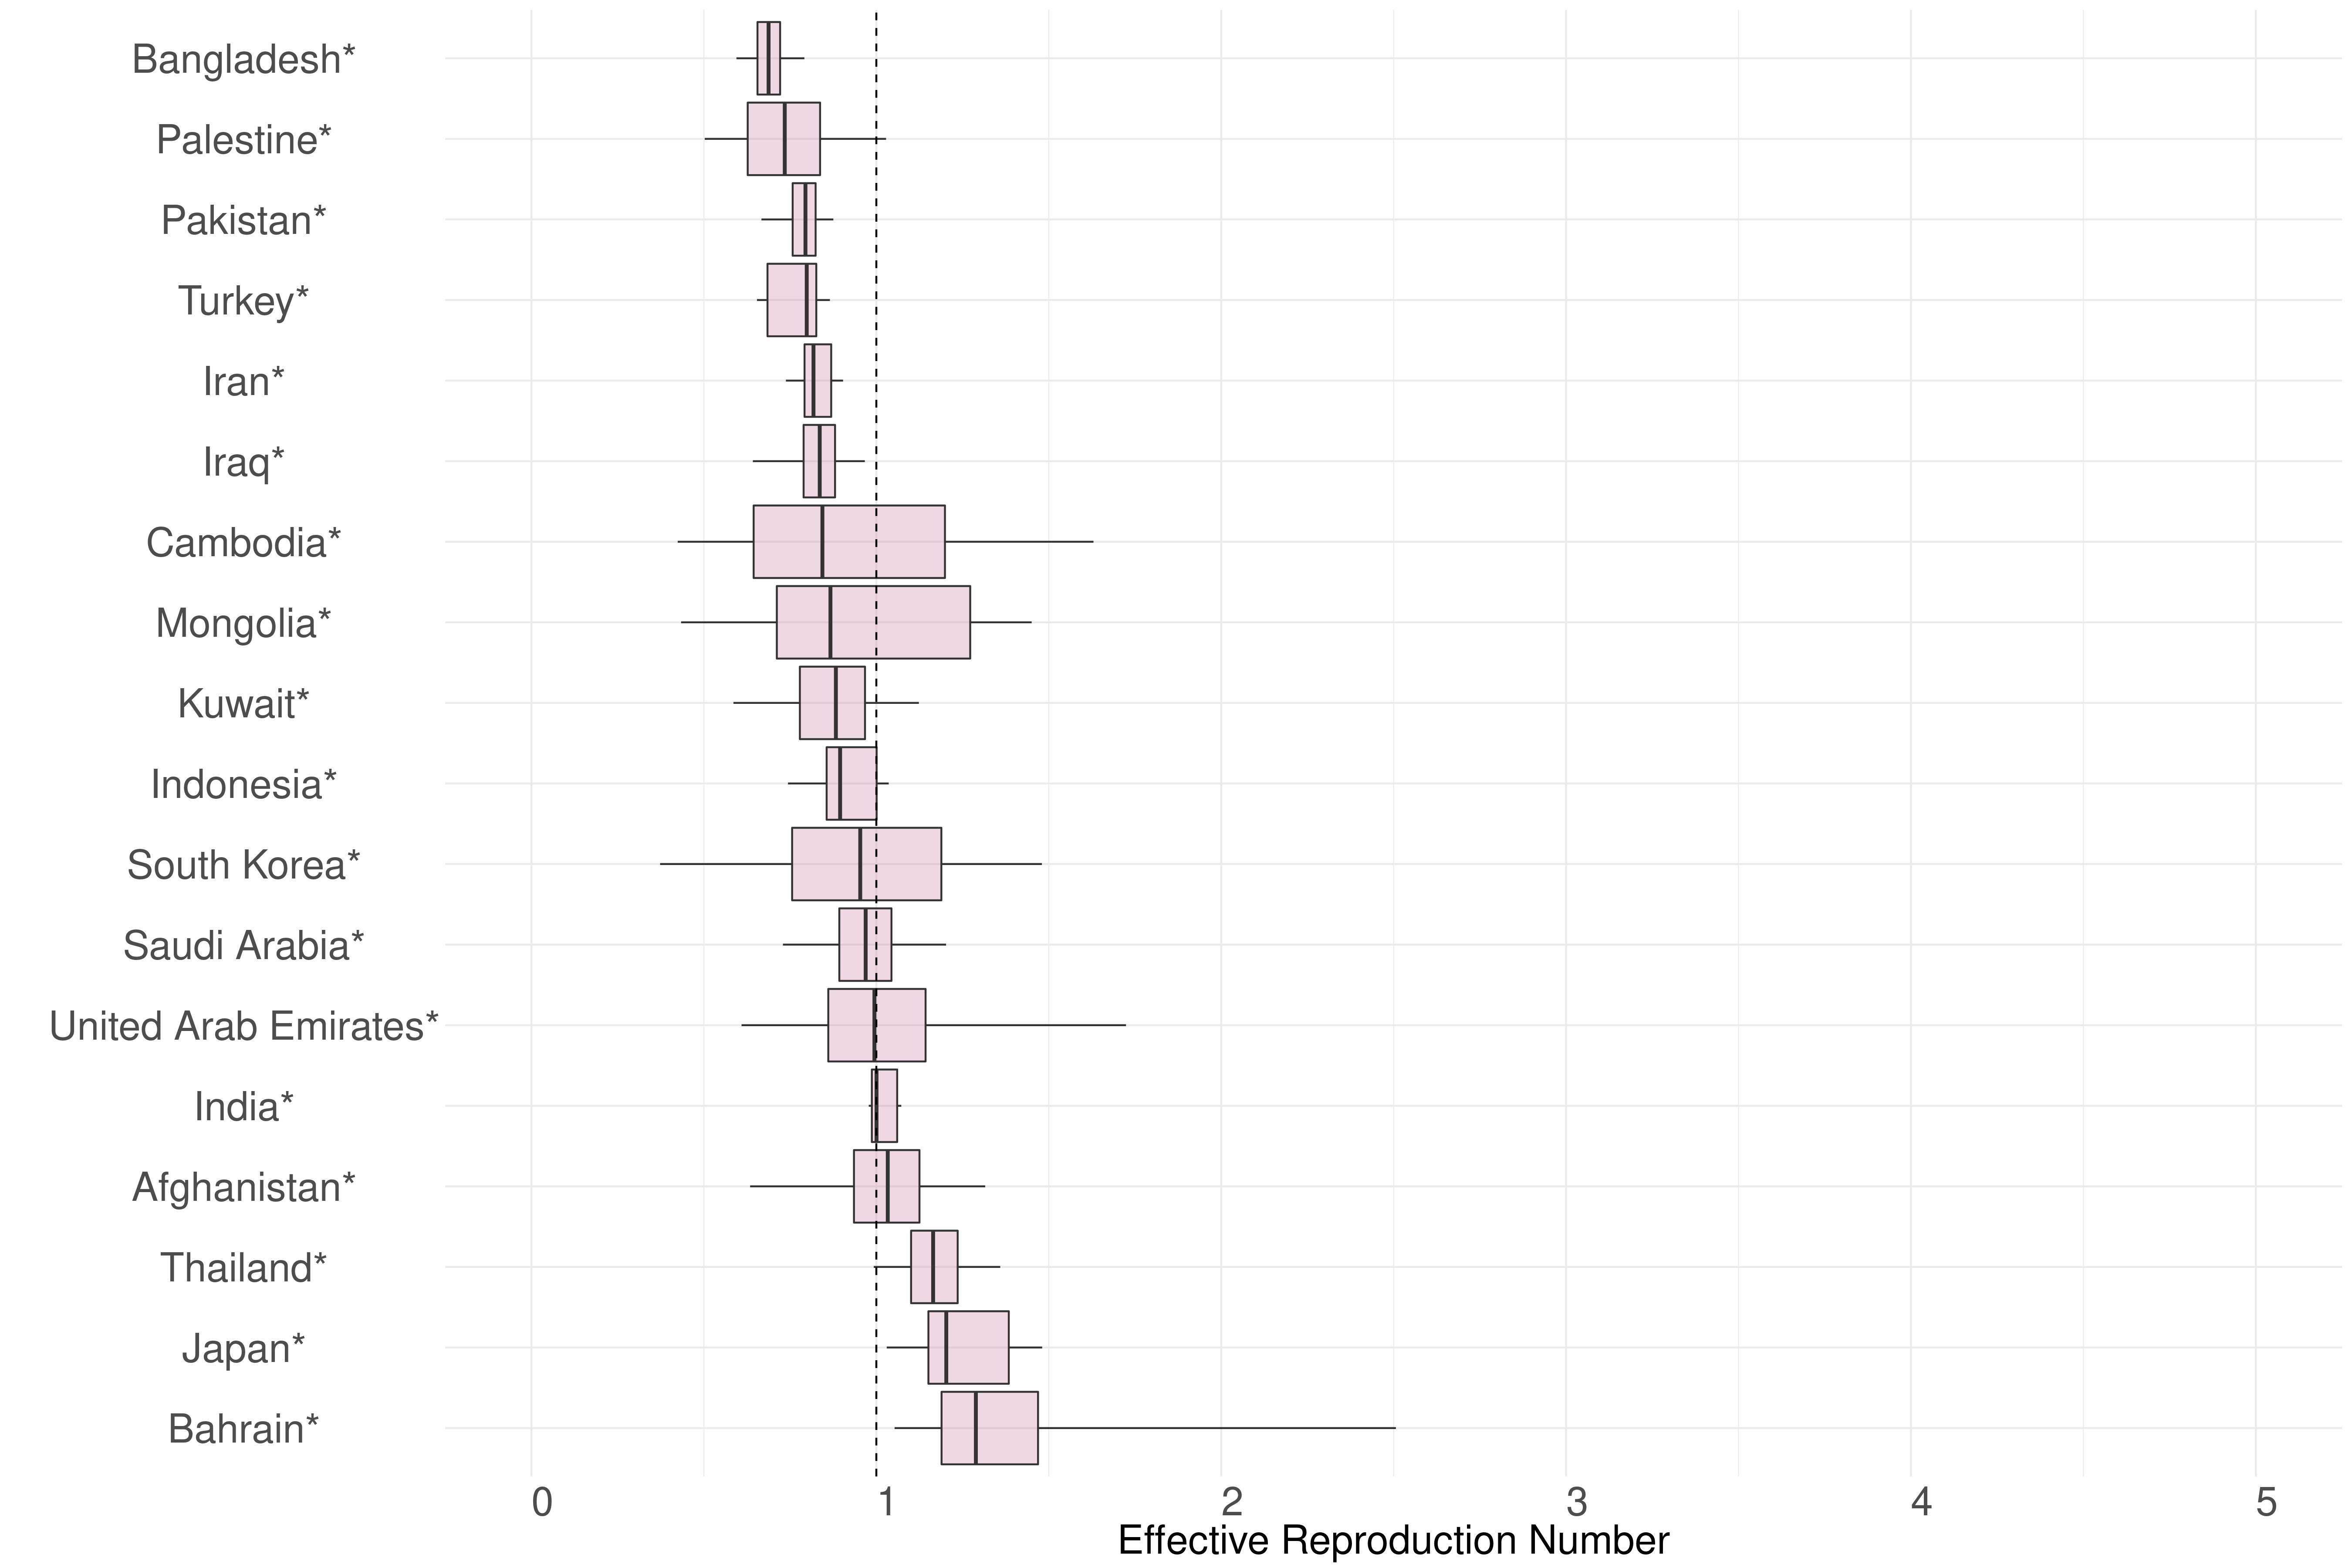 Bangladesh*
Palestine*
Pakistan*
Turkey*
Iran*
Iraq*
Cambodia*
Mongolia*
Kuwait*
Indonesia*
South Korea*
Saudi Arabia*
United Arab Emirates*
India*
Afghanistan*
Thailand*
Japan*
Bahrain*
0 1 2 3 4 5
Effective Reproduction Number